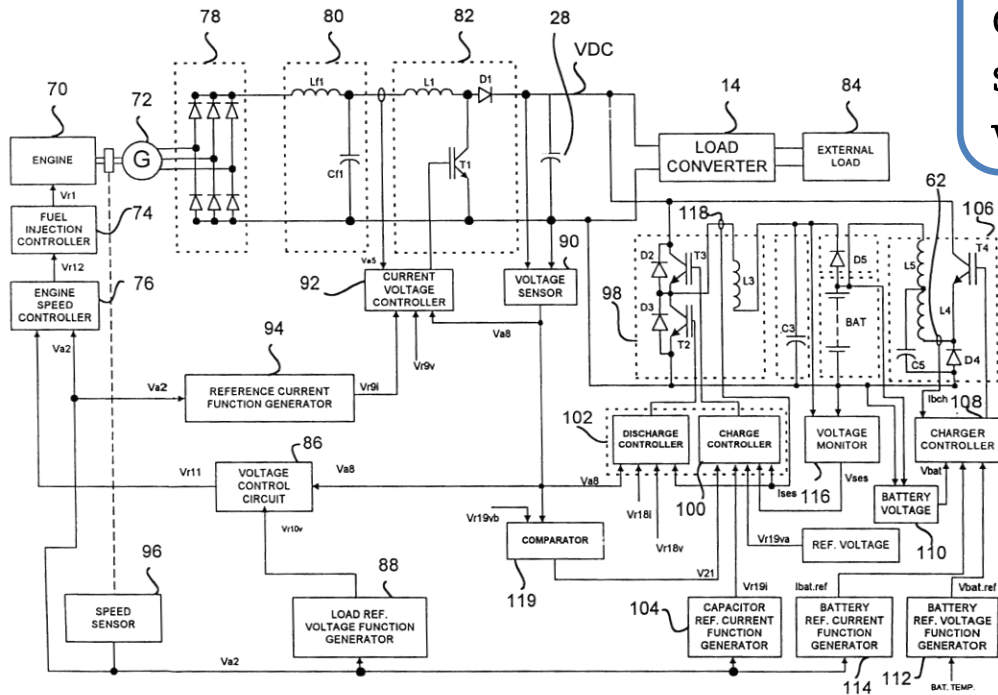 78
80
82
28
VDC
70
72
L1
D1
14
84
Lf1
ENGINE
G
LOAD
CONVERTER
EXTERNAL
LOAD
Cf1
T1
Vr1
62
FUEL
INJECTION
CONTROLLER
74
118
106
90
T4
Vr12
Va5
D2
T3
D5
L5
ENGINE
SPEED
CONTROLLER
76
92
CURRENT
VOLTAGE
CONTROLLER
VOLTAGE
SENSOR
98
D3
L3
L4
BAT
C3
T2
C5
D4
94
Va8
Va2
Vr9v
Va2
REFERENCE CURRENT
FUNCTION GENERATOR
Vr9i
Ibch
108
102
86
DISCHARGE
CONTROLLER
CHARGE
CONTROLLER
VOLTAGE
MONITOR
CHARGER
CONTROLLER
Vr11
VOLTAGE
CONTROL
CIRCUIT
Va8
Va8
100
Ises
116
Vses
Vbat
Vr18i
BATTERY
VOLTAGE
Vr19vb
Vr10v
Vr18v
Vr19va
REF. VOLTAGE
110
COMPARATOR
96
88
119
V21
Vr19i
Ibat.ref
Vbat.ref
SPEED
SENSOR
LOAD REF.
VOLTAGE FUNCTION
GENERATOR
104
CAPACITOR
REF. CURRENT
FUNCTION
GENERATOR
BATTERY
REF. CURRENT
FUNCTION
GENERATOR
BATTERY
REF. VOLTAGE
FUNCTION
GENERATOR
Va2
114
112
BAT. TEMP.